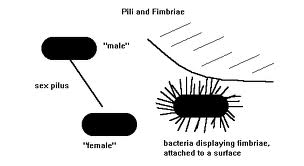 Pili and Fimbriae
"male"
sex pilus
"female"
bacteria displaying fimbriae,
attached to a surface